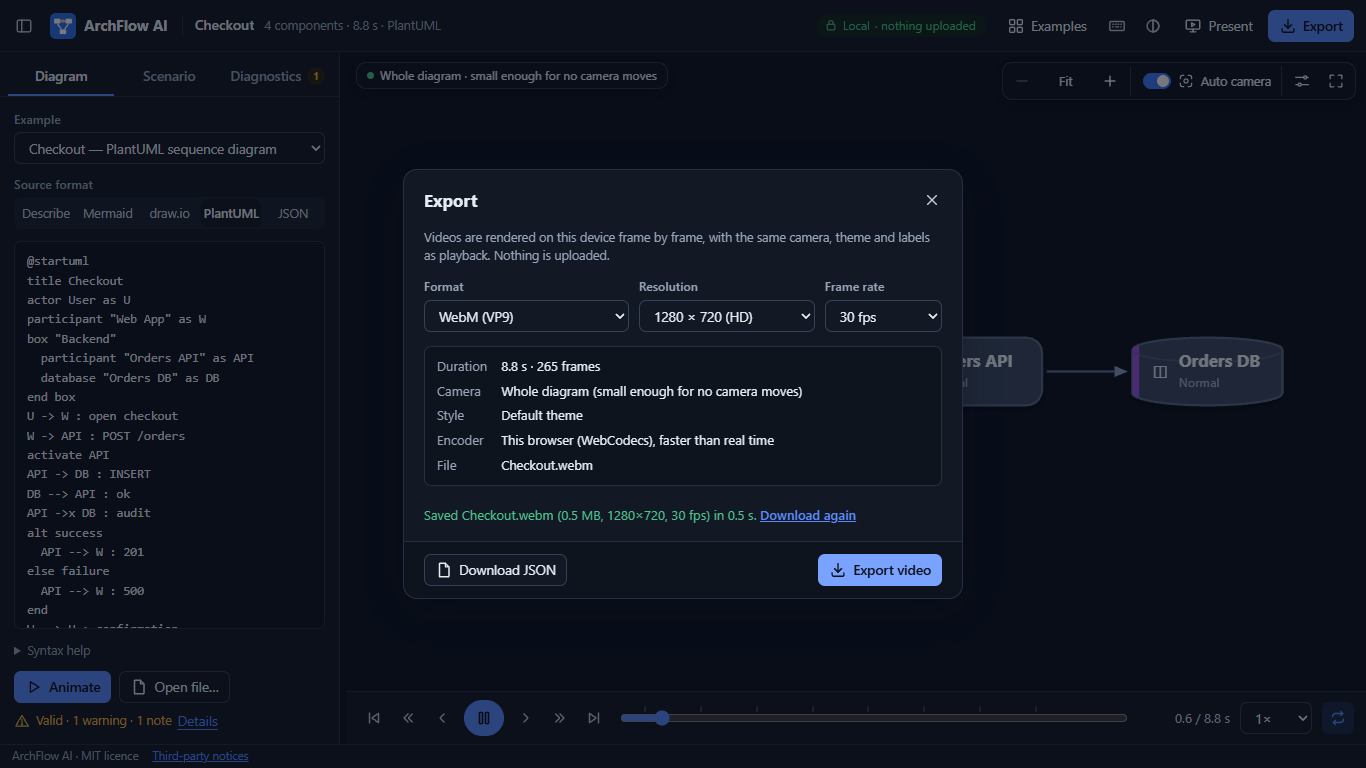 ArchFlow AI
Checkout 4 components · 8.8 s · PlantUML
Local · nothing uploaded
Examples
Present
Export
Diagram Scenario Diagnostics 1
Whole diagram · small enough for no camera moves
Fit
Auto camera
Example
Checkout — PlantUML sequence diagram
Source format
Describe Mermaid draw.io PlantUML JSON
@startuml
title Checkout
actor User as U
participant "Web App" as W
box "Backend"
participant "Orders API" as API
database "Orders DB" as DB
end box
U -> W : open checkout
W -> API : POST /orders
activate API
API -> DB : INSERT
DB --> API : ok
API ->x DB : audit
alt success
API --> W : 201
else failure
API --> W : 500
end
Syntax help
Animate
Open file...
Valid · 1 warning · 1 note Details
Export
Videos are rendered on this device frame by frame, with the same camera, theme and labels
as playback. Nothing is uploaded.
Format Resolution Frame rate
WebM (VP9) 1280 × 720 (HD) 30 fps
Duration 8.8 s · 265 frames
Camera Whole diagram (small enough for no camera moves)
Style Default theme
Encoder This browser (WebCodecs), faster than real time
File Checkout.webm
Saved Checkout.webm (0.5 MB, 1280×720, 30 fps) in 0.5 s. Download again
Download JSON
Export video
API
Orders DB
Normal
0.6 / 8.8 s
1×
ArchFlow AI · MIT licence Third-party notices